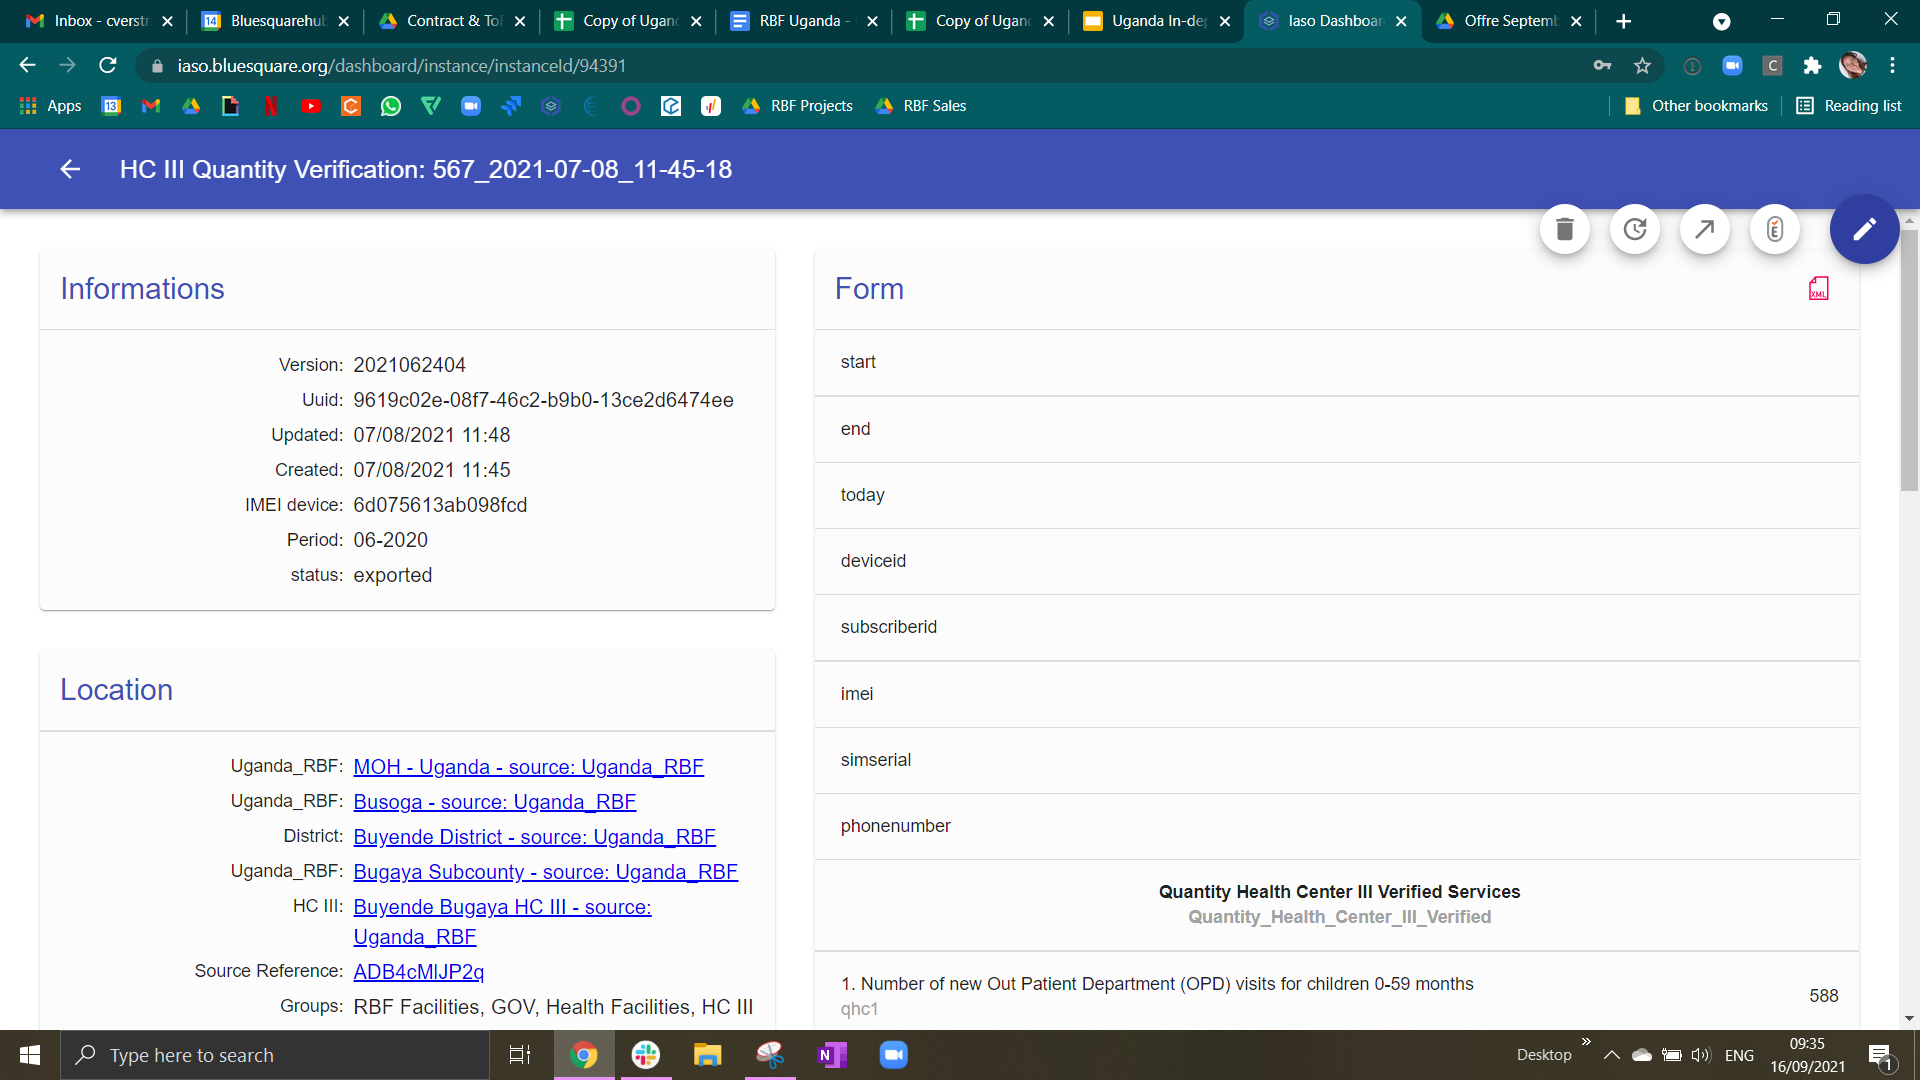 Inbox - cverstr
14
Bluesquarehub
Contract & ToR
Copy of Ugand
RBF Uganda -
Copy of Ugand
Uganda In-dep
Iaso Dashboar
Offre Septemb
iaso.bluesquare.org/dashboard/instance/instanceId/94391
Apps
13
RBF Projects
RBF Sales
Other bookmarks
Reading list
HC III Quantity Verification: 567_2021-07-08_11-45-18
Informations
Version: 2021062404
Uuid: 9619c02e-08f7-46c2-b9b0-13ce2d6474ee
Updated: 07/08/2021 11:48
Created: 07/08/2021 11:45
IMEI device: 6d075613ab098fcd
Period: 06-2020
status: exported
Location
Uganda_RBF: MOH - Uganda - source: Uganda_RBF
Uganda_RBF: Busoga - source: Uganda_RBF
District: Buyende District - source: Uganda_RBF
Uganda_RBF: Bugaya Subcounty - source: Uganda_RBF
HC III: Buyende Bugaya HC III - source:
Uganda_RBF
Source Reference: ADB4cMlJP2q
Groups: RBF Facilities, GOV, Health Facilities, HC III
Form
XML
start
end
today
deviceid
subscriberid
imei
simserial
phonenumber
Quantity Health Center III Verified Services
Quantity_Health_Center_III_Verified
1. Number of new Out Patient Department (OPD) visits for children 0-59 months
qhc1
588
Type here to search
Desktop
ENG
09:35
16/09/2021
1